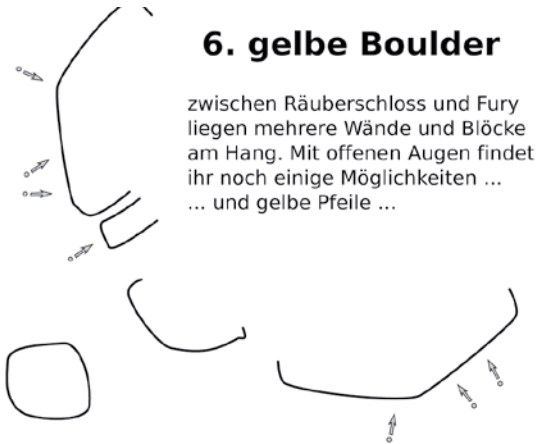 6. gelbe Boulder
zwischen Räuberschloss und Fury
liegen mehrere Wände und Blöcke
am Hang. Mit offenen Augen findet
ihr noch einige Möglichkeiten ...
... und gelbe Pfeile ...